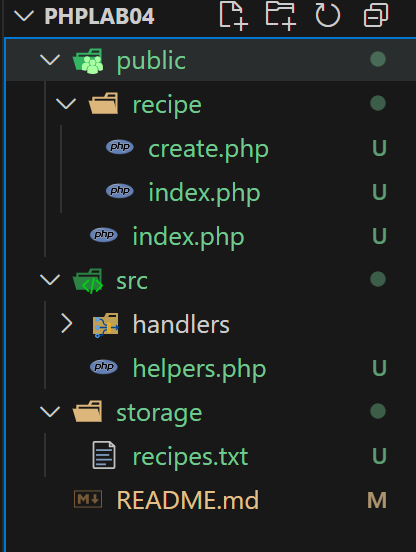 PHPLAB04
public
recipe
php create.php U
php index.php U
php index.php U
src
handlers
php helpers.php U
storage
recipes.txt U
M README.md M